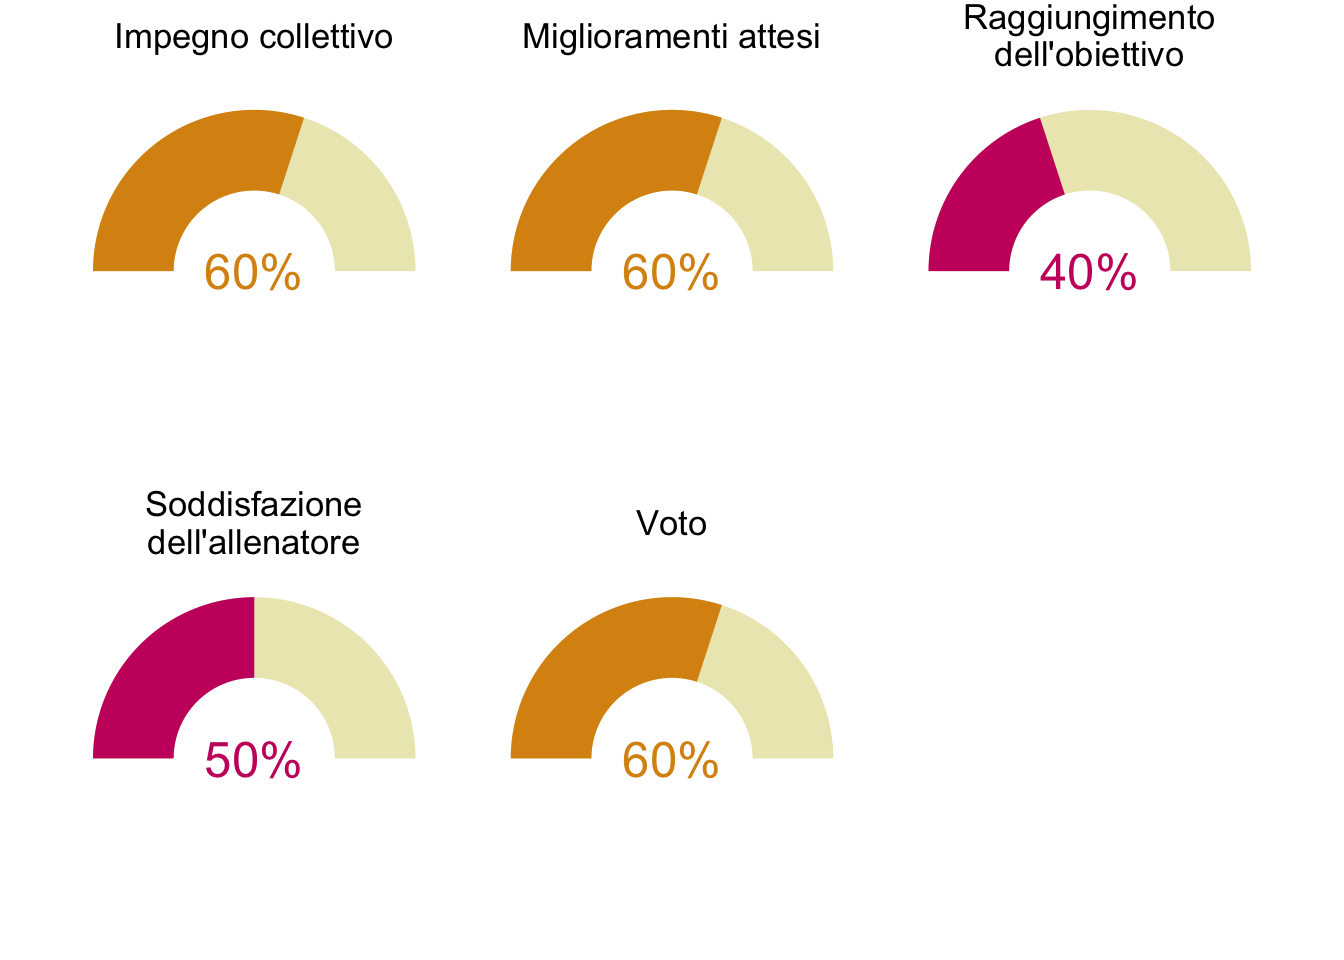 Impegno collettivo
60%
Miglioramenti attesi
60%
Raggiungimento
dell'obiettivo
40%
Soddisfazione
dell'allenatore
50%
Voto
60%